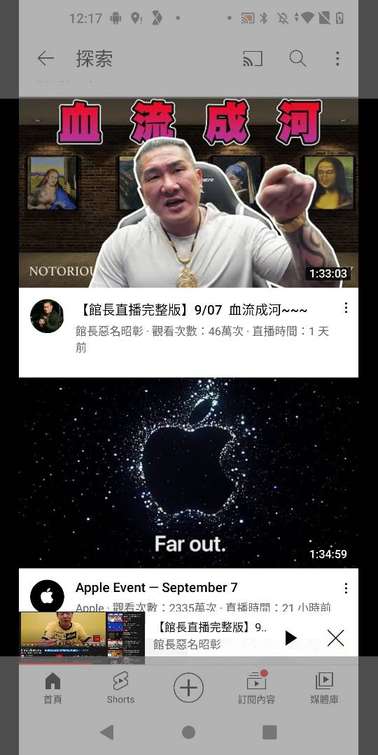 12:17
探索
血流成河
NOTORIOU
1:33:03
【館長直播完整版】9/07 血流成河~~~
館長惡名昭彰 · 觀看次數：46萬次 · 直播時間：1 天
前
Far out.
1:34:59
Apple Event — September 7
Apple · 觀看次數：2335萬次 · 直播時間：21 小時前
【館長直播完整版】9..
館長惡名昭彰
首頁
Shorts
訂閱內容
媒體庫